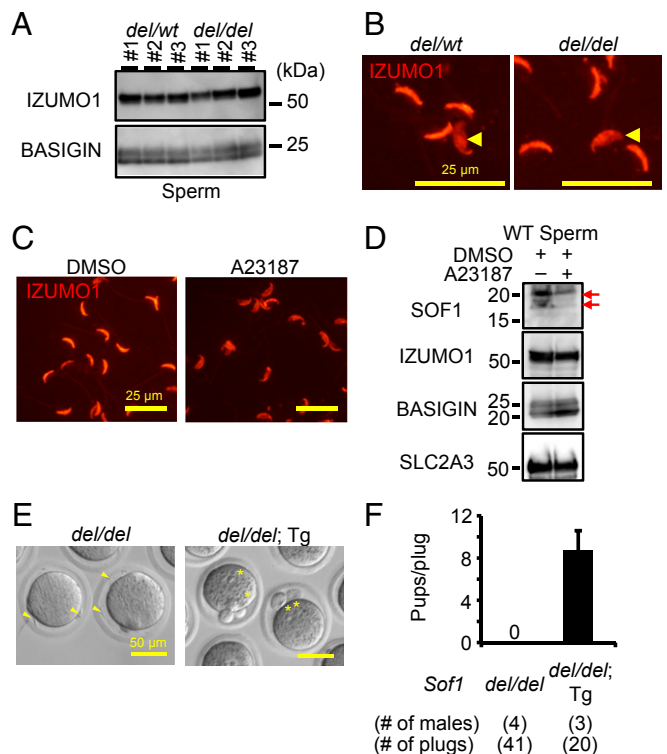 A
del/wt del/del
#1 #2 #3 #1 #2 #3
(kDa)
IZUMO1
50
BASIGIN
25
Sperm
B
del/wt del/del
IZUMO1
25 µm
C
DMSO A23187
IZUMO1
25 µm
D
WT Sperm
DMSO + +
A23187 − +
SOF1
20
15
IZUMO1
50
BASIGIN
25
20
SLC2A3
50
E
del/del del/del; Tg
* * * *
50 µm
F
Pups/plug
12
8
4
0
0
Sof1 del/del del/del; Tg
(# of males) (4) (3)
(# of plugs) (41) (20)